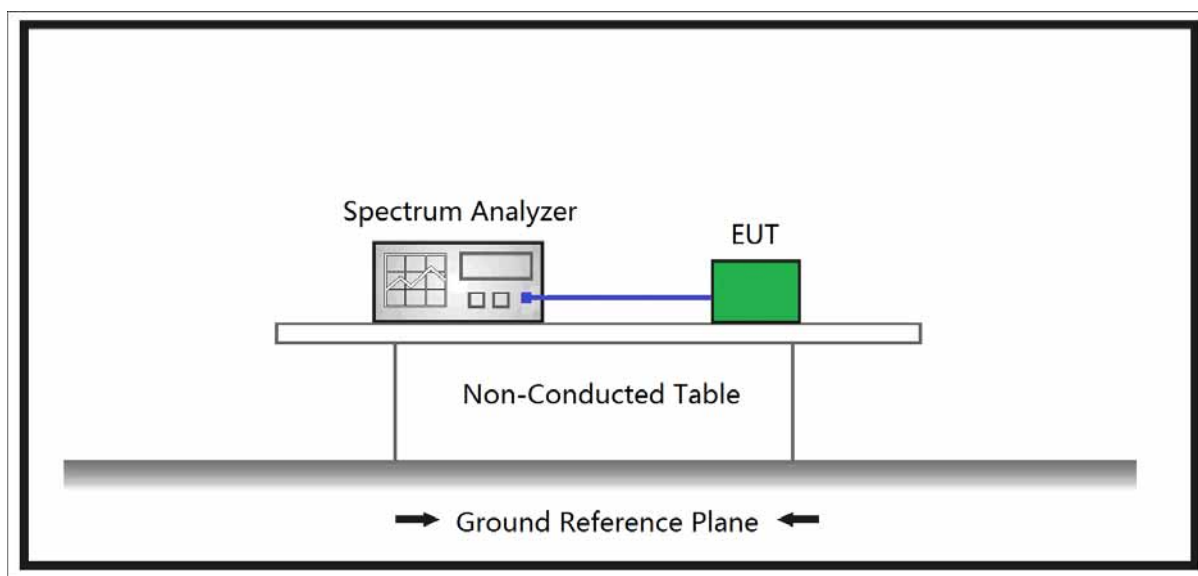 Spectrum Analyzer
EUT
Non-Conducted Table
Ground Reference Plane